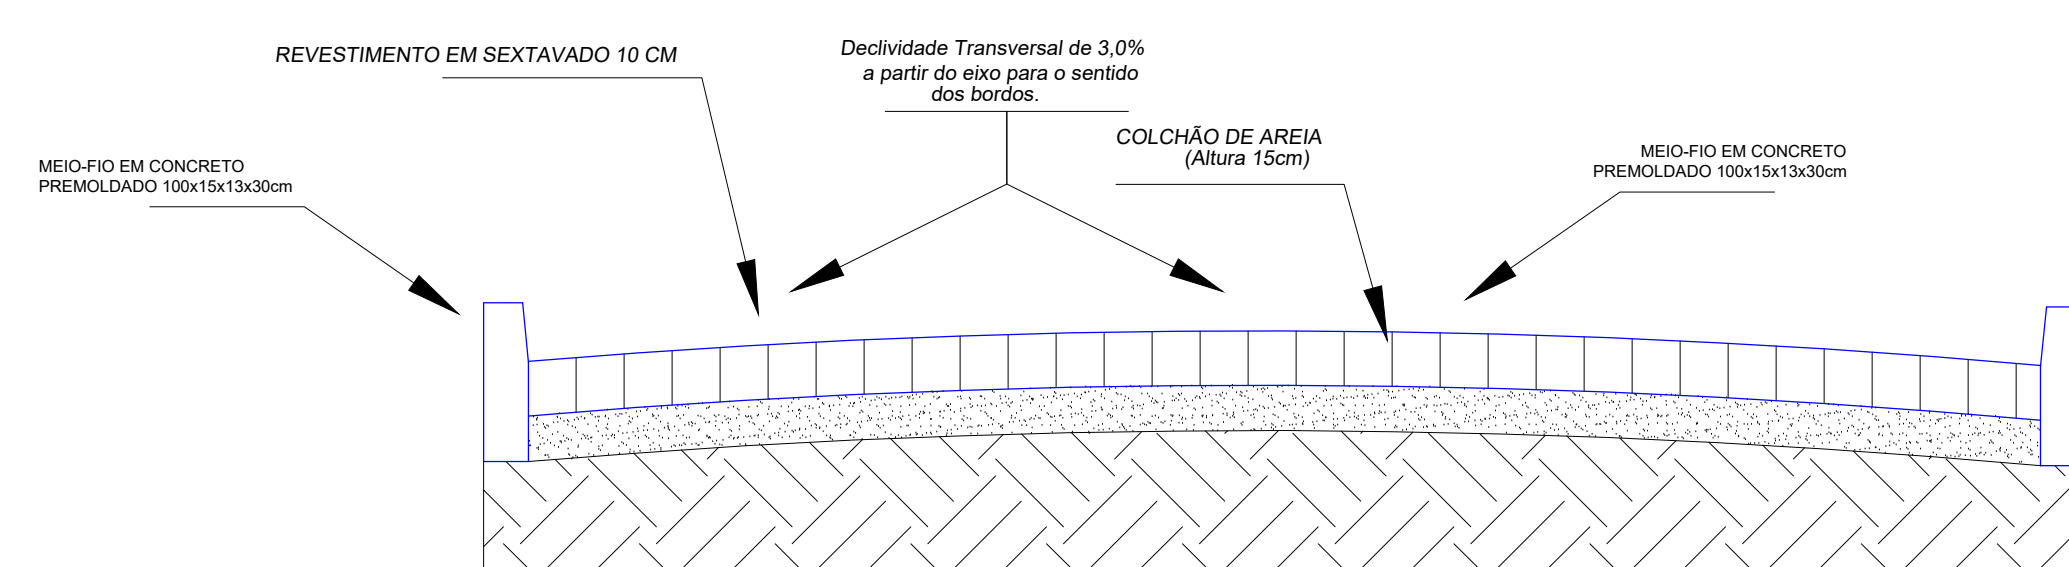 REVESTIMENTO EM SEXTAVADO 10 CM
Declividade Transversal de 3,0%
a partir do eixo para o sentido
dos bordos.
COLCHÃO DE AREIA
(Altura 15cm)
MEIO-FIO EM CONCRETO
PREMOLDADO 100x15x13x30cm
MEIO-FIO EM CONCRETO
PREMOLDADO 100x15x13x30cm